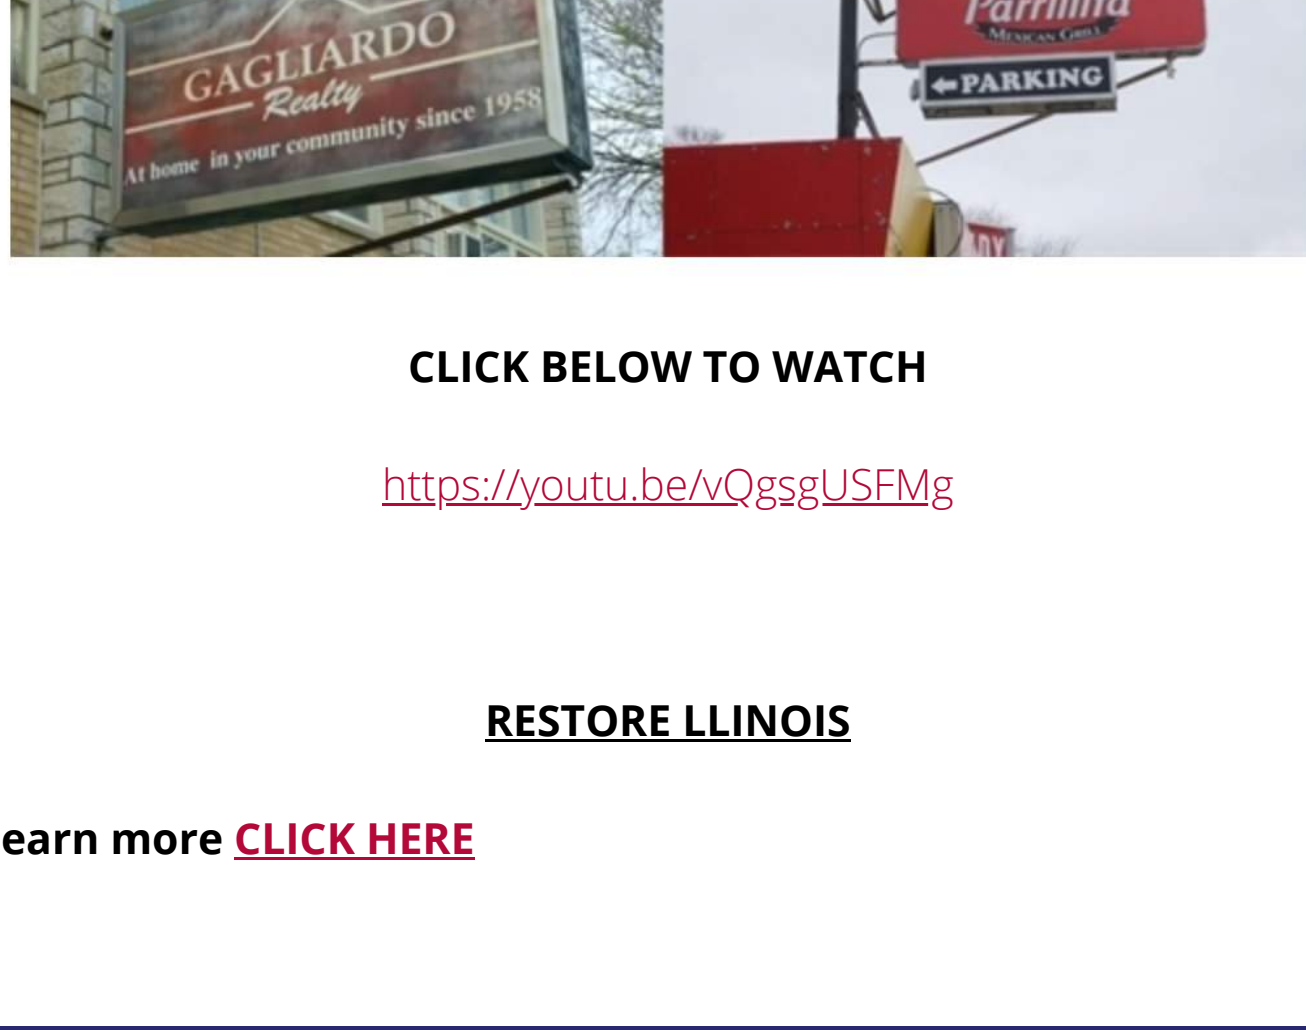 GAGLIARDO
Realty
At home in your community since 1958
Parrillita
MEXICAN GRILL
←PARKING
CLICK BELOW TO WATCH
https://youtu.be/vQgsgUSFMg
RESTORE LLINOIS
earn more CLICK HERE